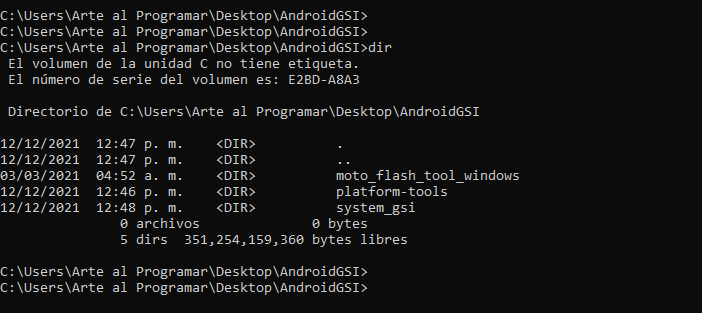 C:\Users\Arte al Programar\Desktop\AndroidGSI>
C:\Users\Arte al Programar\Desktop\AndroidGSI>
C:\Users\Arte al Programar\Desktop\AndroidGSI>dir
 El volumen de la unidad C no tiene etiqueta.
 El número de serie del volumen es: E2BD-A8A3

 Directorio de C:\Users\Arte al Programar\Desktop\AndroidGSI

12/12/2021  12:47 p. m.    <DIR>          .
12/12/2021  12:47 p. m.    <DIR>          ..
03/03/2021  04:52 a. m.    <DIR>          moto_flash_tool_windows
12/12/2021  12:46 p. m.    <DIR>          platform-tools
12/12/2021  12:48 p. m.    <DIR>          system_gsi
               0 archivos              0 bytes
               5 dirs  351,254,159,360 bytes libres

C:\Users\Arte al Programar\Desktop\AndroidGSI>
C:\Users\Arte al Programar\Desktop\AndroidGSI>